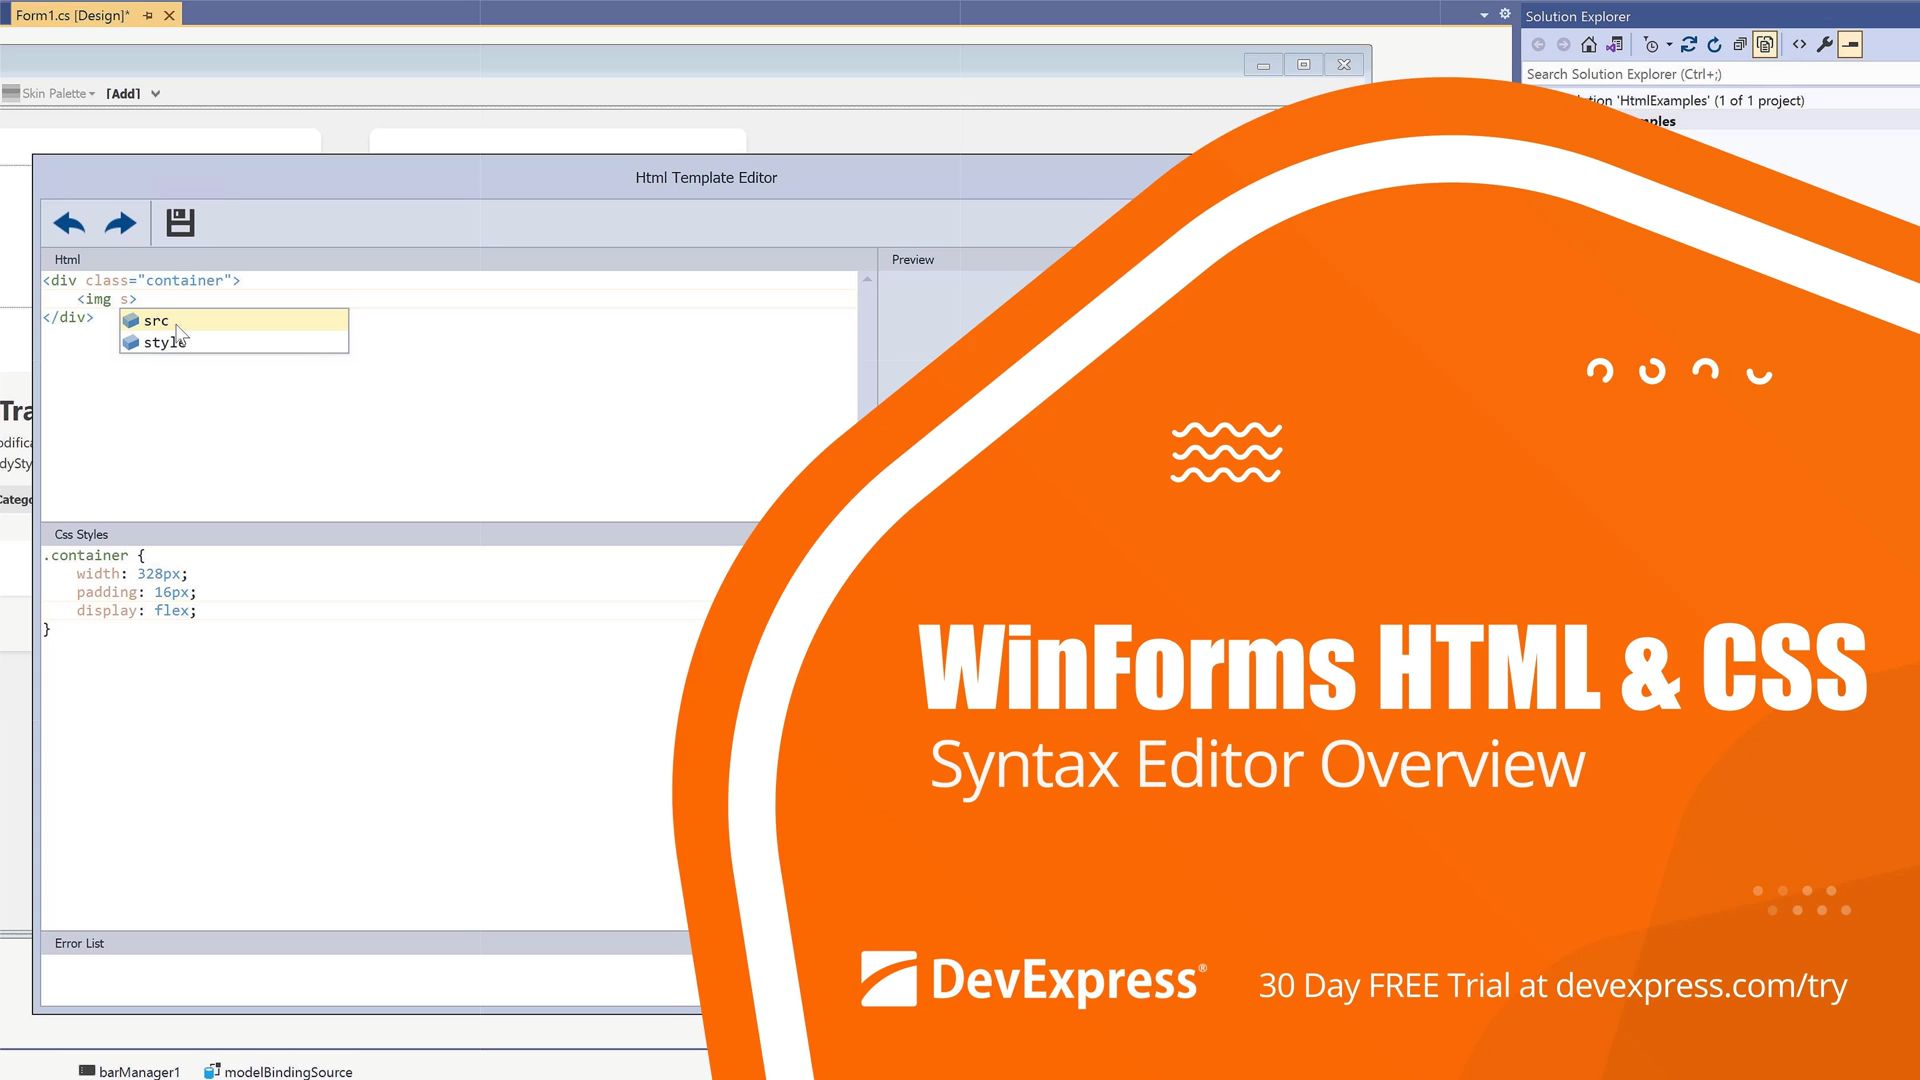 Form1.cs [Design]*
Solution Explorer
Search Solution Explorer (Ctrl+;)
'HtmlExamples' (1 of 1 project)
Skin Palette [Add]
Html Template Editor
Html
Preview
<div class="container">
<img s>
</div>
src
style
Css Styles
.container {
width: 328px;
padding: 16px;
display: flex;
}
Error List
barManager1
modelBindingSource
WinForms HTML & CSS
Syntax Editor Overview
DevExpress®
30 Day FREE Trial at devexpress.com/try